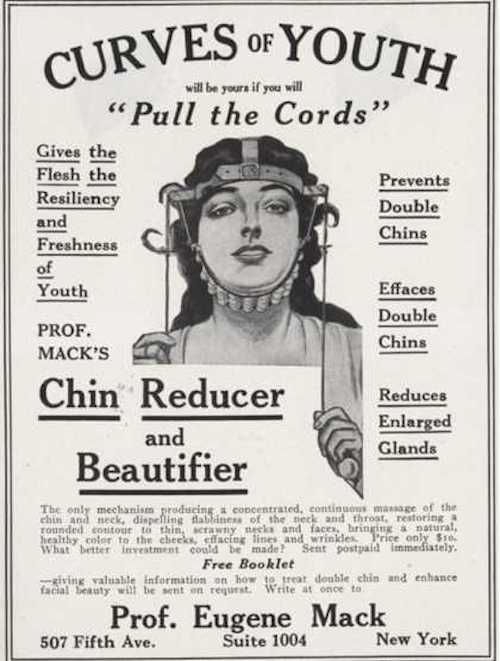 CURVES OF YOUTH
will be yours if you will
"Pull the Cords"
Gives the
Flesh the
Resiliency
and
Freshness
of
Youth
PROF.
MACK'S
Prevents
Double
Chins
Effaces
Double
Chins
Reduces
Enlarged
Glands
Chin Reducer
and
Beautifier
The only mechanism producing a concentrated, continuous massage of the
chin and neck, dispelling flabbiness of the neck and throat, restoring a
rounded contour to thin, scrawny necks and faces, bringing a natural,
healthy color to the cheeks, effacing lines and wrinkles. Price only $10.
What better investment could be made? Sent postpaid immediately.
Free Booklet
—giving valuable information on how to treat double chin and enhance
facial beauty will be sent on request. Write at once to
Prof. Eugene Mack
507 Fifth Ave. Suite 1004 New York